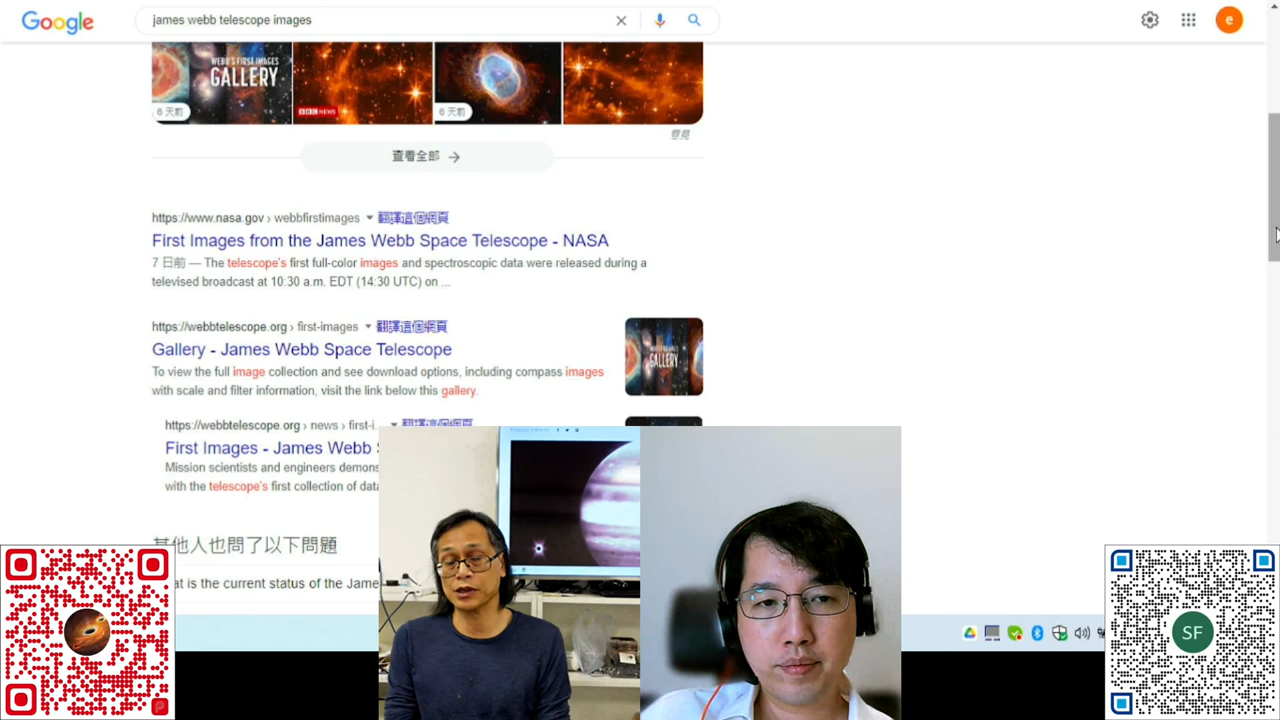 Google
james webb telescope images
e
WEBB'S FIRST IMAGES
GALLERY
6 天前
BBC NEWS
6 天前
意見
查看全部
https://www.nasa.gov › webbfirstimages
翻譯這個網頁
First Images from the James Webb Space Telescope - NASA
7 日前 — The telescope's first full-color images and spectroscopic data were released during a
televised broadcast at 10:30 a.m. EDT (14:30 UTC) on ...
https://webbtelescope.org › first-images
翻譯這個網頁
Gallery - James Webb Space Telescope
To view the full image collection and see download options, including compass images
with scale and filter information, visit the link below this gallery.
GALLERY
https://webbtelescope.org › news › first-i...
翻譯這個網頁
First Images - James Webb S
Mission scientists and engineers demons
with the telescope's first collection of data
其他人也問了以下問題
at is the current status of the Jame
SF